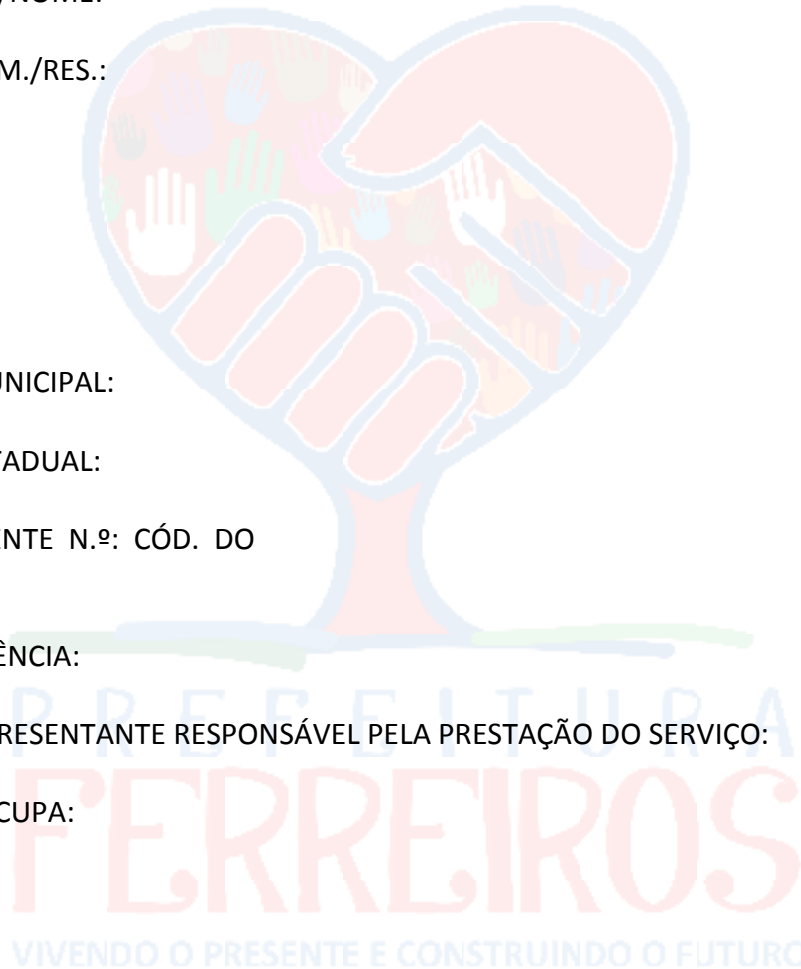 /NOME:
M./RES.:
UNICIPAL:
TADUAL:
ENTE N.º: CÓD. DO
ÊNCIA:
PREFEITURA
RESENTANTE RESPONSÁVEL PELA PRESTAÇÃO DO SERVIÇO:
CUPA:
FERREIROS
VIVENDO O PRESENTE E CONSTRUINDO O FUTURO